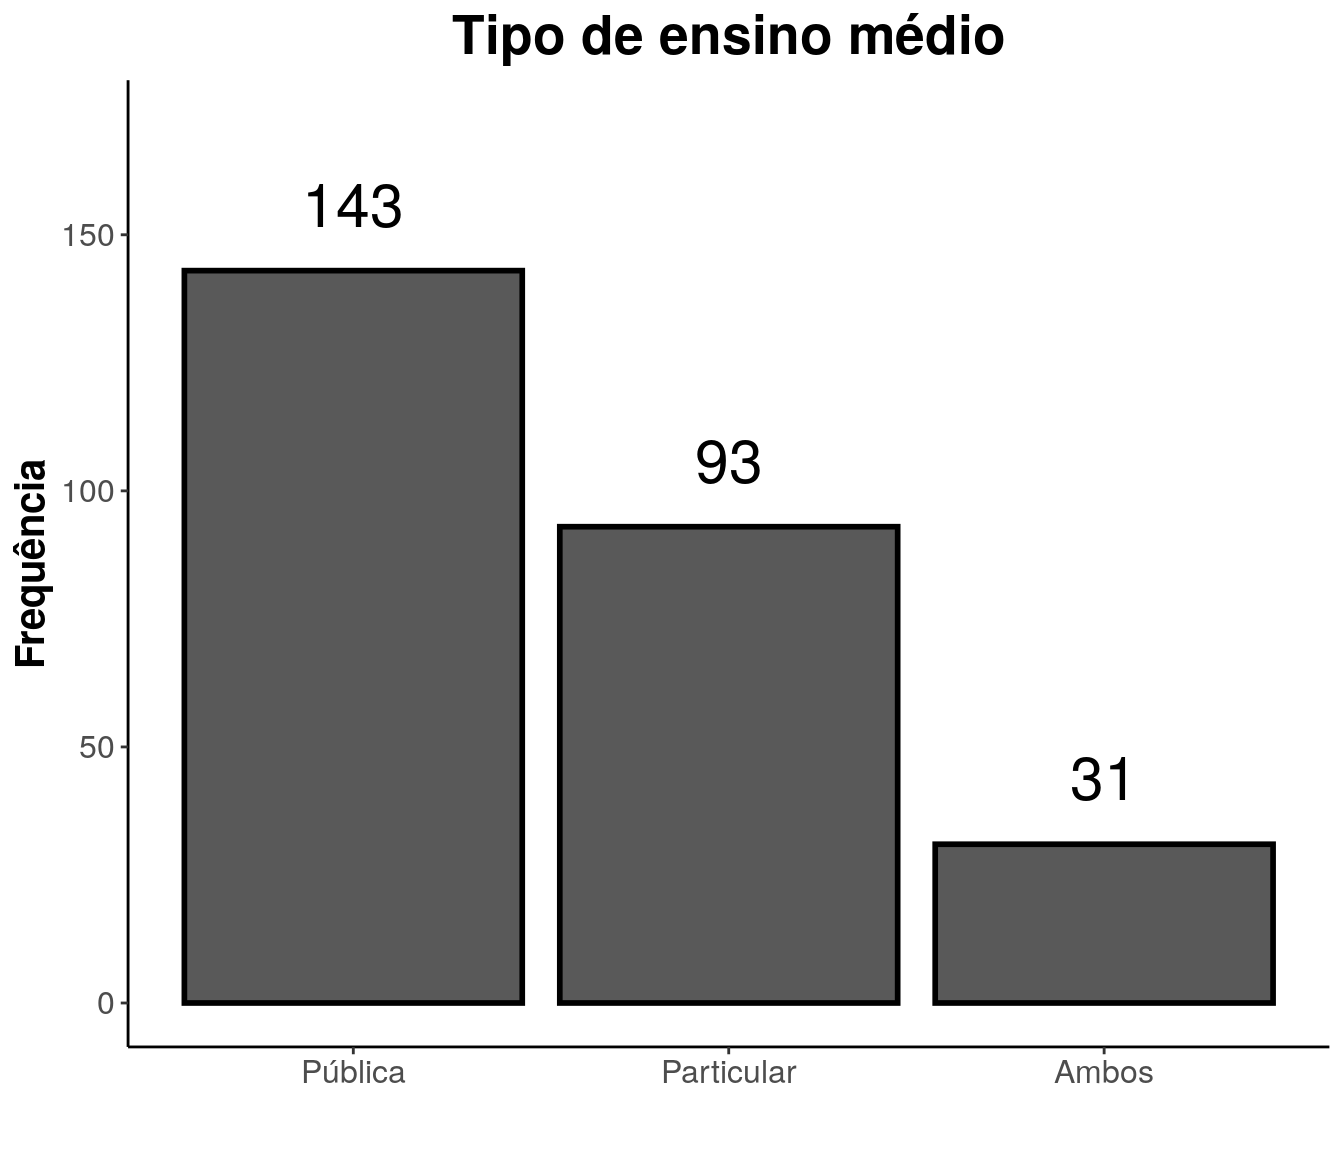 Tipo de ensino médio
Frequência
150
100
50
0
143
93
31
Pública
Particular
Ambos